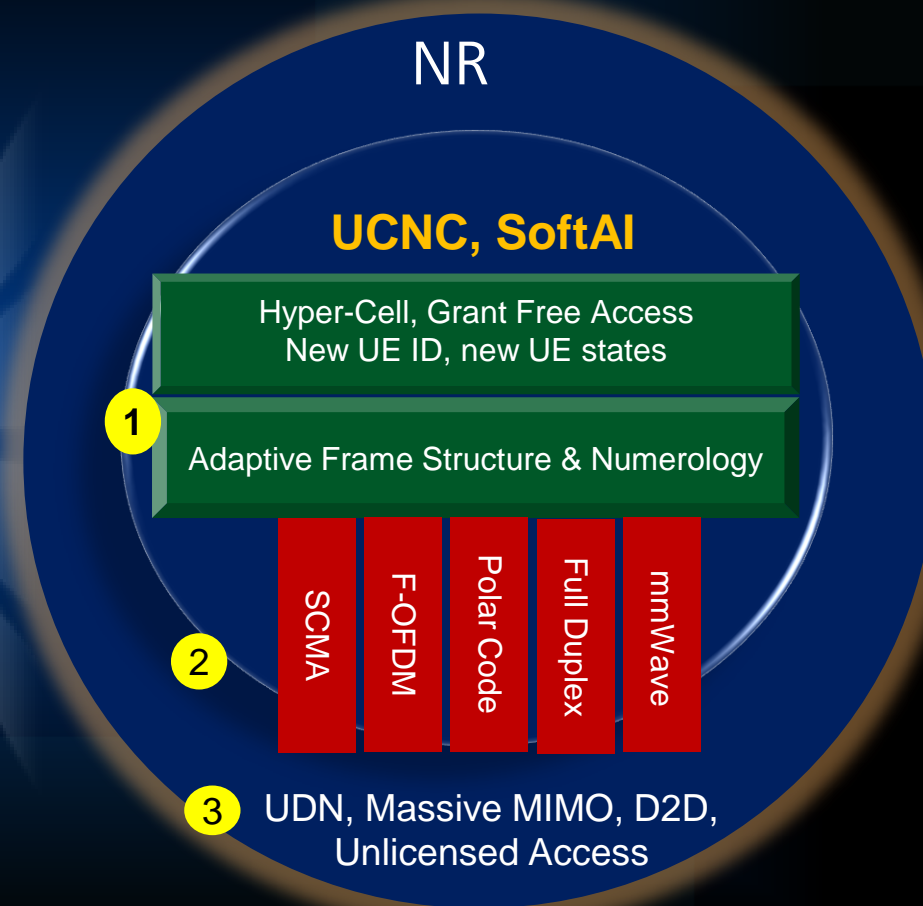 NR
UCNC, SoftAI
Hyper-Cell, Grant Free Access
New UE ID, new UE states
1
Adaptive Frame Structure & Numerology
SCMA
F-OFDM
Polar Code
Full Duplex
mmWave
2
3
UDN, Massive MIMO, D2D,
Unlicensed Access